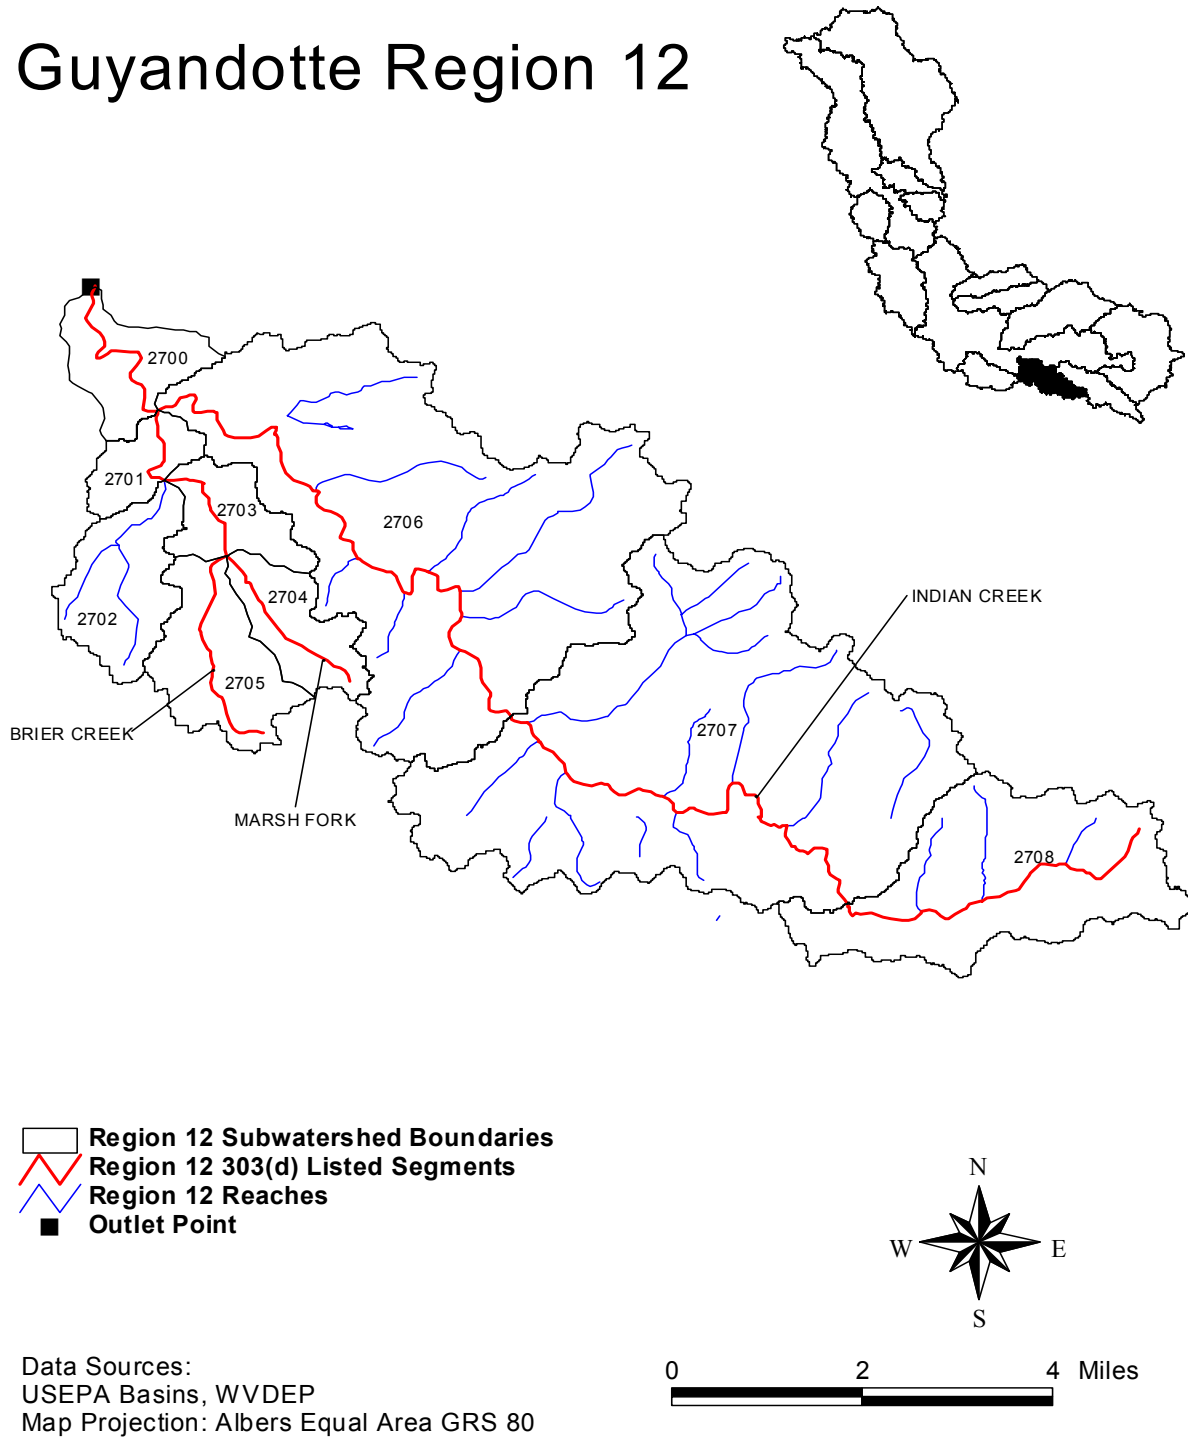 Guyandotte Region 12
2700
2701
2703
2706
2704
2702
2705
INDIAN CREEK
BRIER CREEK
2707
MARSH FORK
2708
Region 12 Subwatershed Boundaries
Region 12 303(d) Listed Segments
Region 12 Reaches
Outlet Point
N
W
E
S
Data Sources:
USEPA Basins, WVDEP
Map Projection: Albers Equal Area GRS 80
0 2 4 Miles